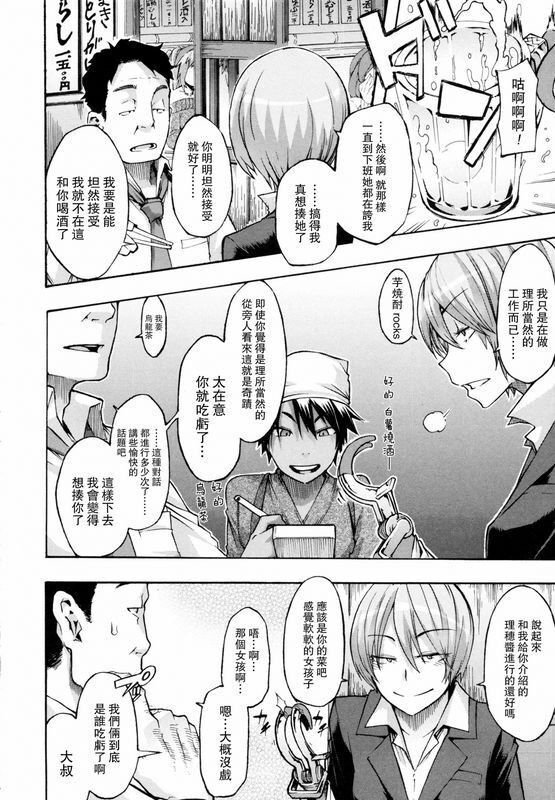 咕啊啊啊！
……然後啊 就那樣
一直到下班她都在誇我
……搞得我
真想揍她了
你明明坦然接受
就好了……
我要是能
坦然接受
我就不在這
和你喝酒了
一五〇円
我只是在做
理所當然的
工作而已……
芋焼酎 rocks
好的 白薯燒酒—
即使你覺得是理所當然的
從旁人看來這就是奇蹟
太在意
你就吃虧了…
我要
烏龍茶
好的
烏龍茶
……這種對話
都進行多少次了……
講些愉快的
話題吧
這樣下去
我會變得
想揍你了
說起來
和我給你介紹的
理穗醬進行的還好嗎
應該是你的菜吧
感覺軟軟的女孩子
唔…啊…
那個女孩啊
嗯…大概沒戲
我們倆到底
是誰吃虧了啊
大叔